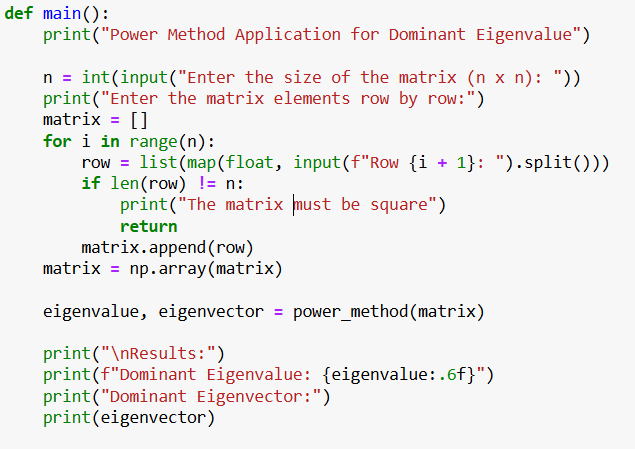 def main():
    print("Power Method Application for Dominant Eigenvalue")

    n = int(input("Enter the size of the matrix (n x n): "))
    print("Enter the matrix elements row by row:")
    matrix = []
    for i in range(n):
        row = list(map(float, input(f"Row {i + 1}: ").split()))
        if len(row) != n:
            print("The matrix must be square")
            return
        matrix.append(row)
    matrix = np.array(matrix)

    eigenvalue, eigenvector = power_method(matrix)

    print("\nResults:")
    print(f"Dominant Eigenvalue: {eigenvalue:.6f}")
    print("Dominant Eigenvector:")
    print(eigenvector)